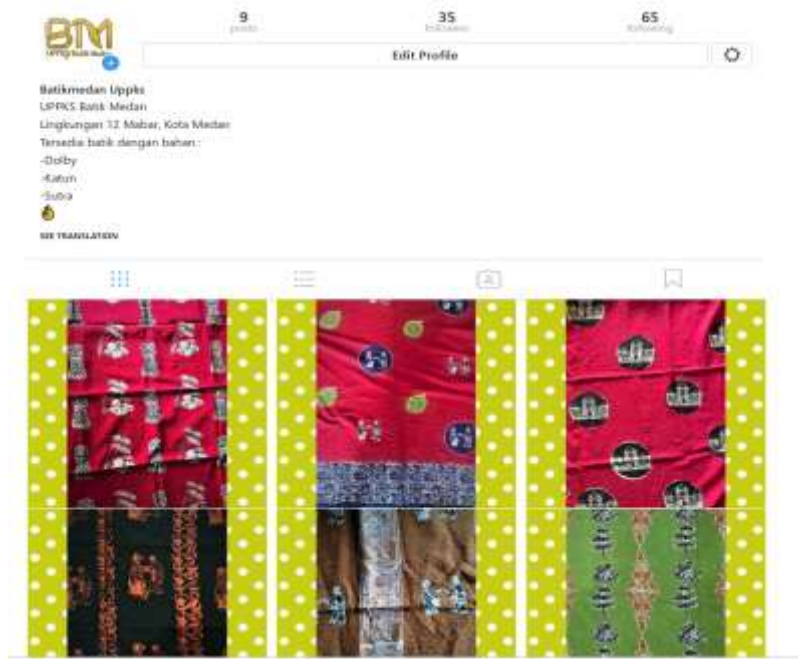 9 35 65
posts followers following
BM
Edit Profile
Batikmedan Uppks
UPPKS Batik Medan
Lingkungan 12 Mabar, Kota Medan
Tersedia batik dengan bahan :
-Dolby
-Katun
-Sutra
SEE TRANSLATION